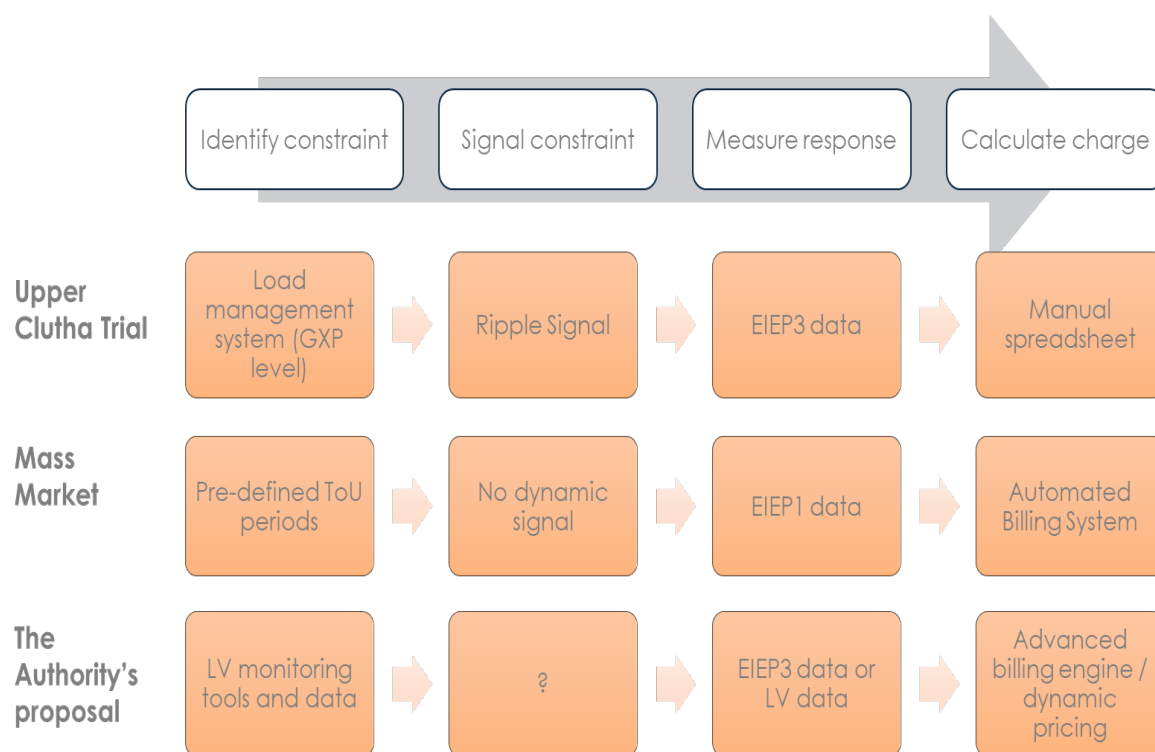 Identify constraint
Signal constraint
Measure response
Calculate charge
Upper
Clutha Trial
Load
management
system (GXP
level)
Ripple Signal
EIEP3 data
Manual
spreadsheet
Mass
Market
Pre-defined ToU
periods
No dynamic
signal
EIEP1 data
Automated
Billing System
The
Authority's
proposal
LV monitoring
tools and data
?
EIEP3 data or
LV data
Advanced
billing engine /
dynamic
pricing